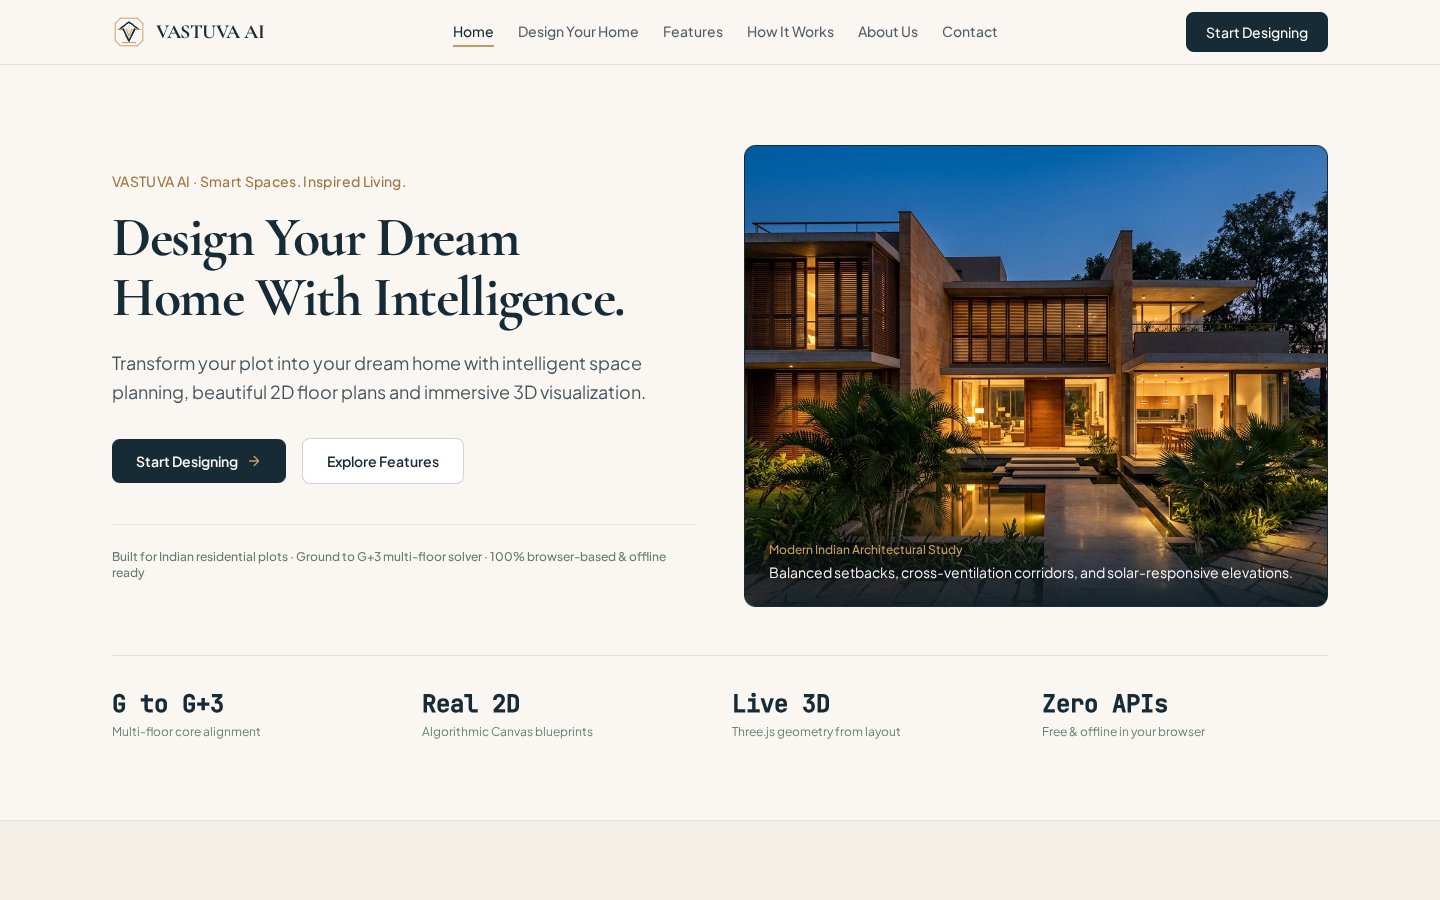 VASTUVA AI
Home
Design Your Home
Features
How It Works
About Us
Contact
Start Designing
VASTUVA AI · Smart Spaces. Inspired Living.
Design Your Dream
Home With Intelligence.
Transform your plot into your dream home with intelligent space
planning, beautiful 2D floor plans and immersive 3D visualization.
Start Designing →
Explore Features
Built for Indian residential plots · Ground to G+3 multi-floor solver · 100% browser-based & offline
ready
Modern Indian Architectural Study
Balanced setbacks, cross-ventilation corridors, and solar-responsive elevations.
G to G+3
Multi-floor core alignment
Real 2D
Algorithmic Canvas blueprints
Live 3D
Three.js geometry from layout
Zero APIs
Free & offline in your browser